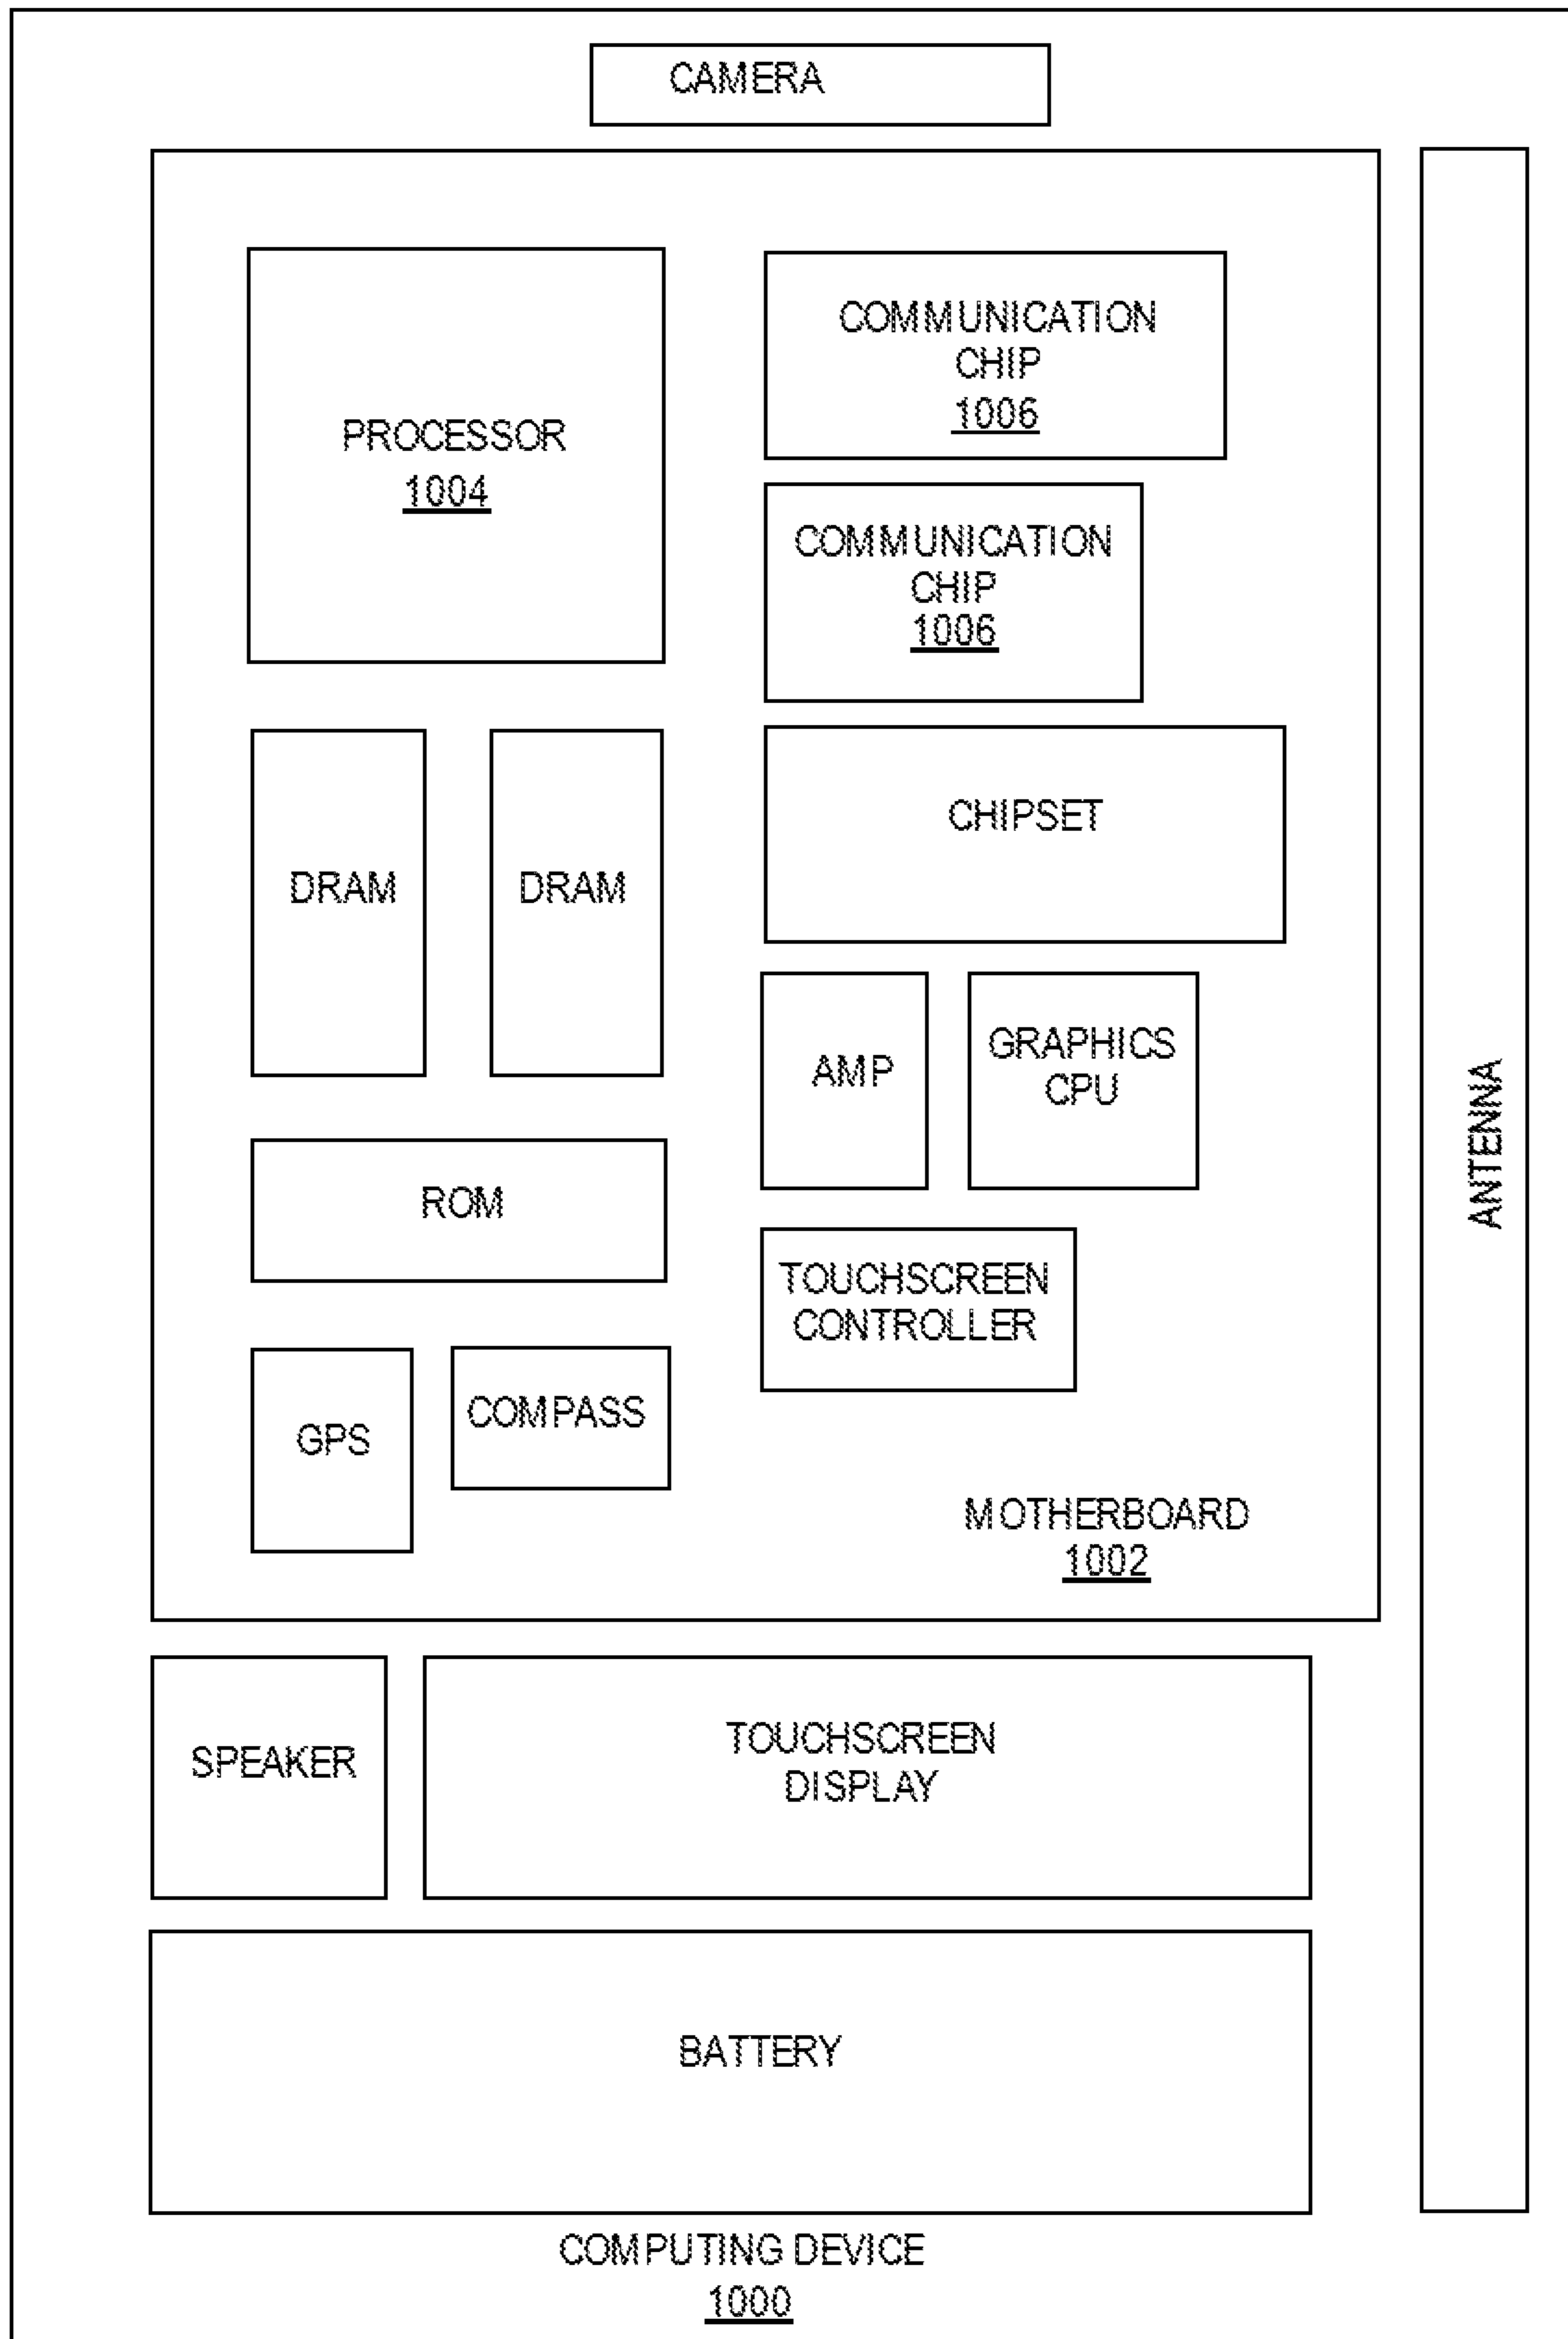 CAMERA
PROCESSOR
1004
COMMUNICATION
CHIP
1006
COMMUNICATION
CHIP
1006
DRAM
DRAM
CHIPSET
AMP
GRAPHICS
CPU
ROM
TOUCHSCREEN
CONTROLLER
GPS
COMPASS
MOTHERBOARD
1002
ANTENNA
SPEAKER
TOUCHSCREEN
DISPLAY
BATTERY
COMPUTING DEVICE
1000